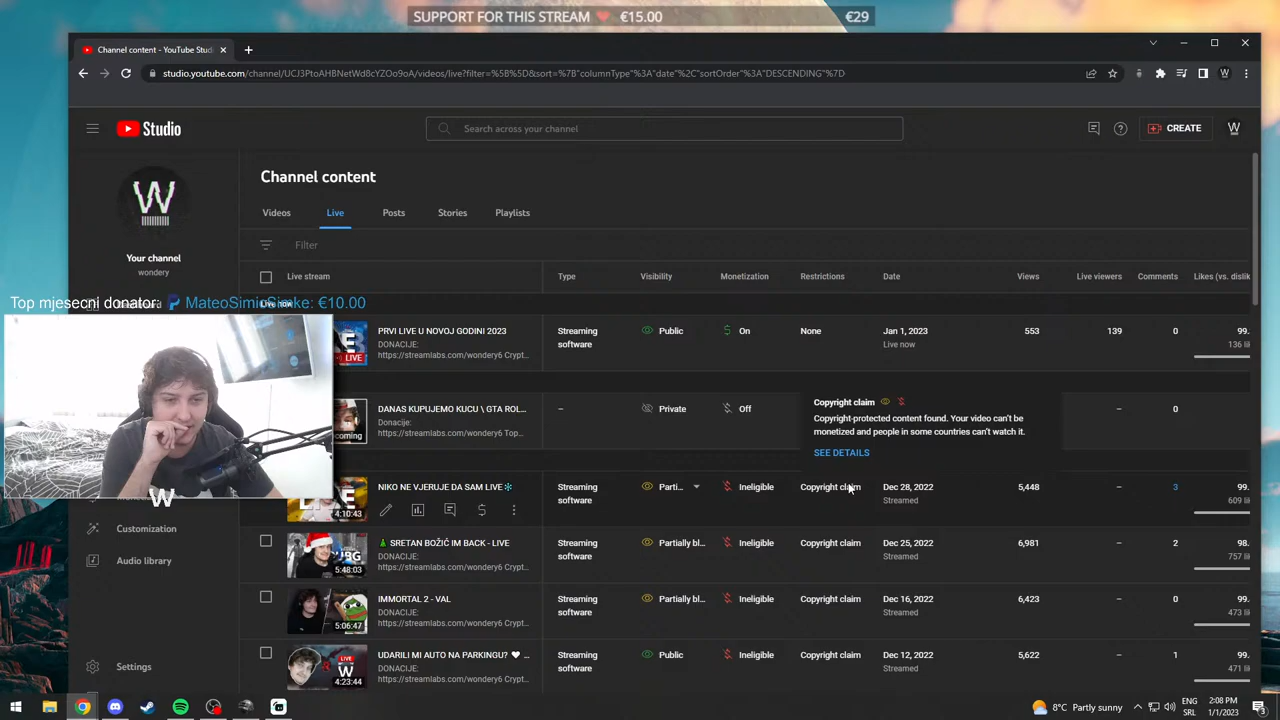 SUPPORT FOR THIS STREAM ❤ €15.00 €29
Channel content - YouTube Studi
studio.youtube.com/channel/UCJ3PtoAHBNetWd8cYZOo9oA/videos/live?filter=%5B%5D&sort=%7B"columnType"%3A"date"%2C"sortOrder"%3A"DESCENDING"%7D
Studio
Search across your channel
CREATE
W
Channel content
Videos Live Posts Stories Playlists
Filter
Your channel
wondery
Live stream Type Visibility Monetization Restrictions Date Views Live viewers Comments Likes (vs. dislik
Top mjesecni donator: MateoSimicSimke: €10.00
PRVI LIVE U NOVOJ GODINI 2023 Streaming software Public On None Jan 1, 2023 553 139 0 99.
DONACIJE: Live now 136 li
https://streamlabs.com/wondery6 Crypt...
LIVE
DANAS KUPUJEMO KUCU \ GTA ROL... – Private Off 0
Donacije:
https://streamlabs.com/wondery6 Top...
coming
Copyright claim
Copyright-protected content found. Your video can't be
monetized and people in some countries can't watch it.
SEE DETAILS
NIKO NE VJERUJE DA SAM LIVE❄ Streaming software Parti... Ineligible Copyright claim Dec 28, 2022 5,448 – 3 99.
Streamed 609 li
4:10:43
W
Customization
Audio library
Settings
🎄 SRETAN BOŽIĆ IM BACK - LIVE Streaming software Partially bl... Ineligible Copyright claim Dec 25, 2022 6,981 – 2 98.
DONACIJE: Streamed 757 li
https://streamlabs.com/wondery6 Crypt...
5:48:03
IMMORTAL 2 - VAL Streaming software Partially bl... Ineligible Copyright claim Dec 16, 2022 6,423 – 0 99.
DONACIJE: Streamed 473 li
https://streamlabs.com/wondery6 Crypt...
5:06:47
UDARILI MI AUTO NA PARKINGU? ❤ ... Streaming software Public Ineligible Copyright claim Dec 12, 2022 5,622 – 1 99.
DONACIJE: Streamed 471 li
https://streamlabs.com/wondery6 Crypt...
4:23:44
8°C Partly sunny
ENG
SRL
2:08 PM
1/1/2023
3